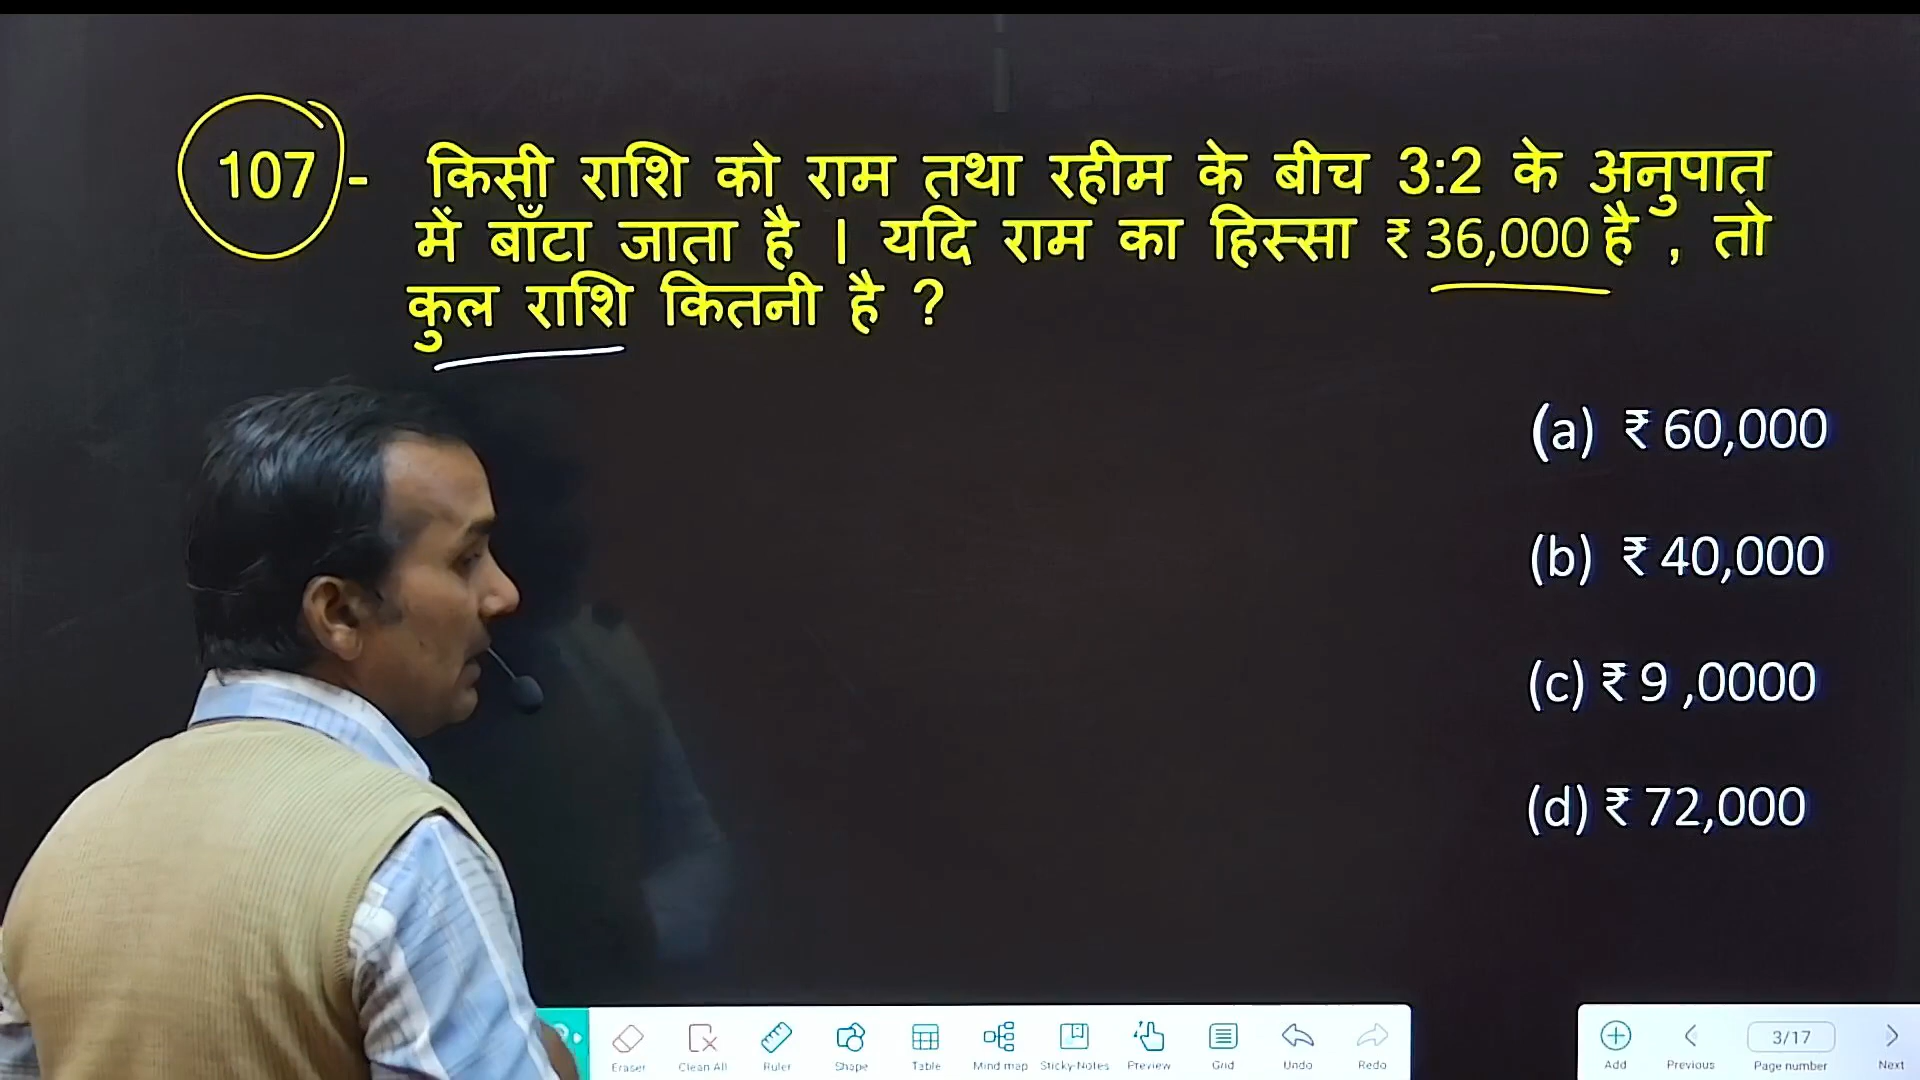 107 - किसी राशि को राम तथा रहीम के बीच 3:2 के अनुपात
में बाँटा जाता है । यदि राम का हिस्सा ₹ 36,000 है , तो
कुल राशि कितनी है ?
(a) ₹ 60,000
(b) ₹ 40,000
(c) ₹ 9 ,0000
(d) ₹ 72,000
Eraser Clean All Ruler Shape Table Mind map Sticky-Notes Preview Grid Undo Redo
3/17
Add Previous Page number Next